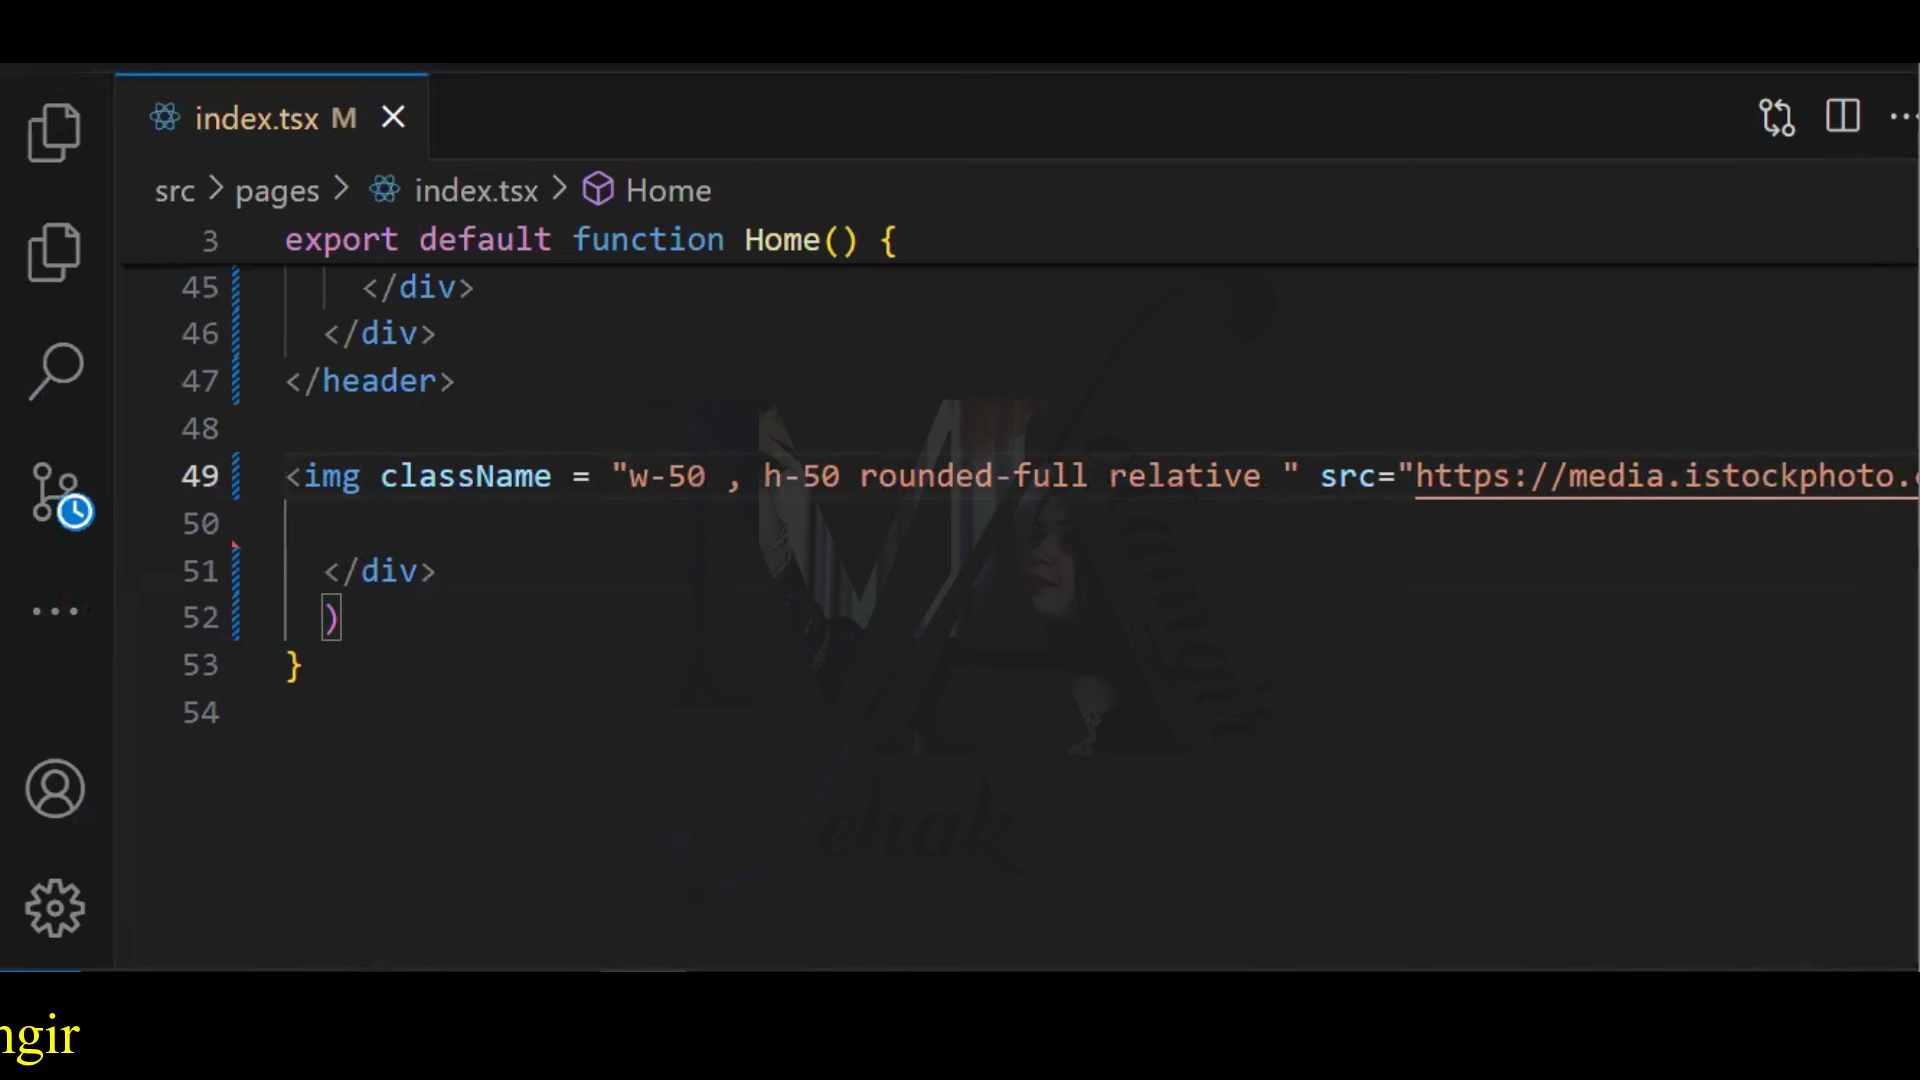 index.tsx M
src > pages > index.tsx > Home
3 export default function Home() {
45 </div>
46 </div>
47 </header>
48
49 <img className = "w-50 , h-50 rounded-full relative " src="https://media.istockphoto.
50
51 </div>
52 )
53 }
54
ehak
ngir